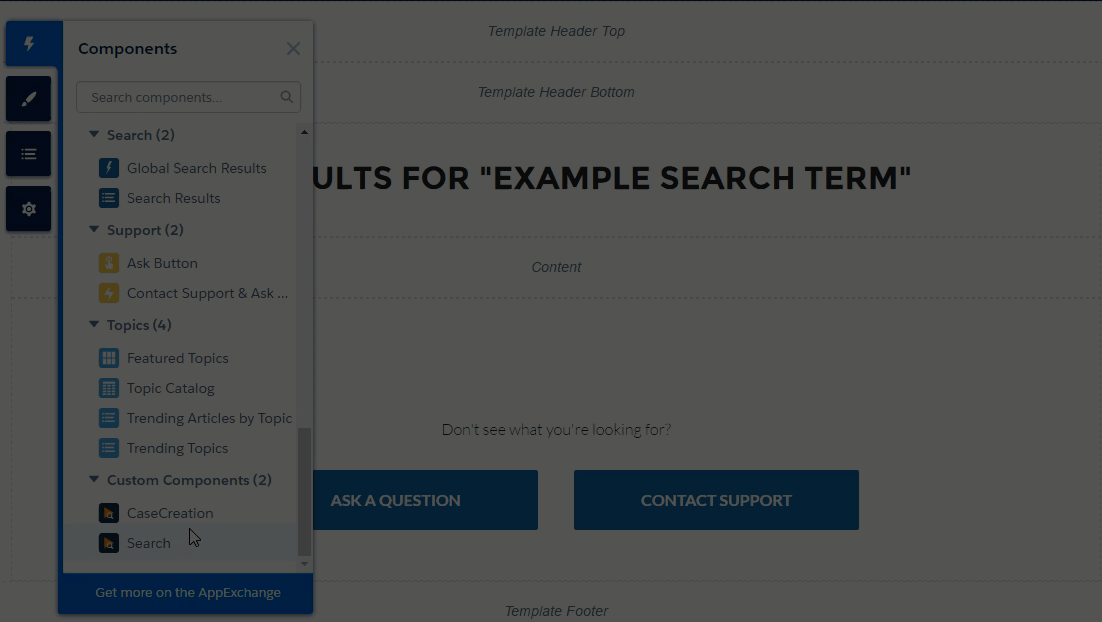 Components
Search components...
Search (2)
Global Search Results
Search Results
Support (2)
Ask Button
Contact Support & Ask ...
Topics (4)
Featured Topics
Topic Catalog
Trending Articles by Topic
Trending Topics
Custom Components (2)
CaseCreation
Search
Get more on the AppExchange
Template Header Top
Template Header Bottom
ULTS FOR "EXAMPLE SEARCH TERM"
Content
Don't see what you're looking for?
ASK A QUESTION
CONTACT SUPPORT
Template Footer